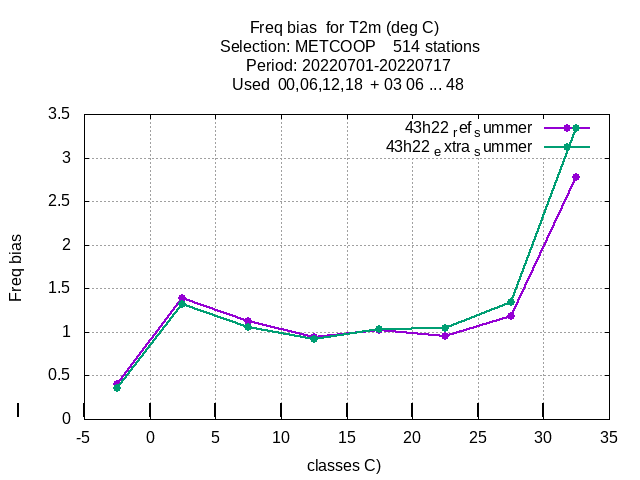 Freq bias  for T2m (deg C)
Selection: METCOOP    514 stations
Period: 20220701-20220717
Used  00,06,12,18  + 03 06 ... 48
43h22 ref summer
43h22 extra summer
3.5
3
2.5
2
1.5
1
0.5
0
Freq bias
-5
0
5
10
15
20
25
30
35
classes C)